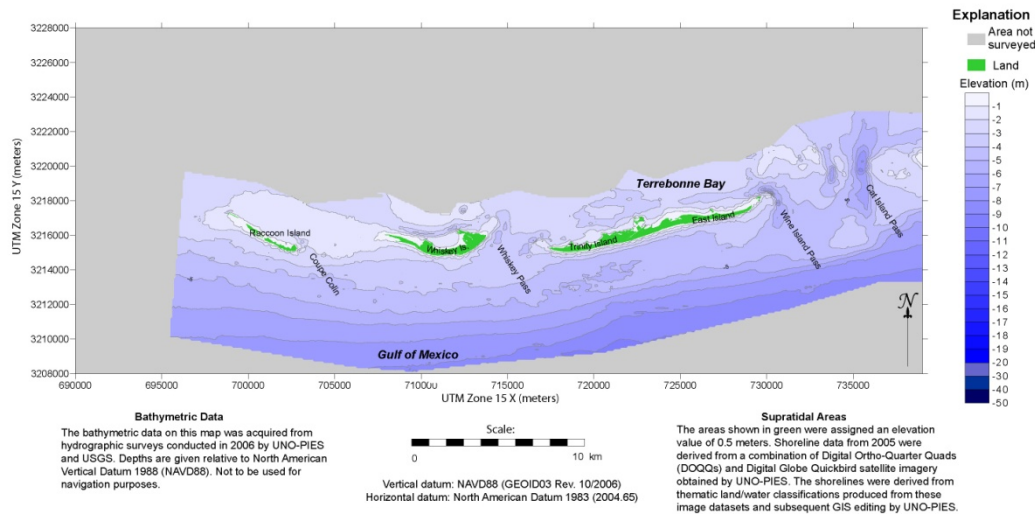 Explanation
Area not
surveyed
Land
Elevation (m)
-1
-2
-3
-4
-5
-6
-7
-8
-9
-10
-11
-12
-13
-14
-15
-16
-17
-18
-19
-20
-30
-40
-50
3228000
3226000
3224000
3222000
3220000
3218000
3216000
3214000
3212000
3210000
3208000
UTM Zone 15 Y (meters)
Terrebonne Bay
Raccoon Island
Coupe Colin
Whiskey Is.
Whiskey Pass
Trinity Island
East Island
Wine Island Pass
Cat Island Pass
Gulf of Mexico
N
690000 695000 700000 705000 710000 715000 720000 725000 730000 735000
UTM Zone 15 X (meters)
Bathymetric Data
The bathymetric data on this map was acquired from
hydrographic surveys conducted in 2006 by UNO-PIES
and USGS. Depths are given relative to North American
Vertical Datum 1988 (NAVD88). Not to be used for
navigation purposes.
Scale:
0 10 km
Vertical datum: NAVD88 (GEOID03 Rev. 10/2006)
Horizontal datum: North American Datum 1983 (2004.65)
Supratidal Areas
The areas shown in green were assigned an elevation
value of 0.5 meters. Shoreline data from 2005 were
derived from a combination of Digital Ortho-Quarter Quads
(DOQQs) and Digital Globe Quickbird satellite imagery
obtained by UNO-PIES. The shorelines were derived from
thematic land/water classifications produced from these
image datasets and subsequent GIS editing by UNO-PIES.